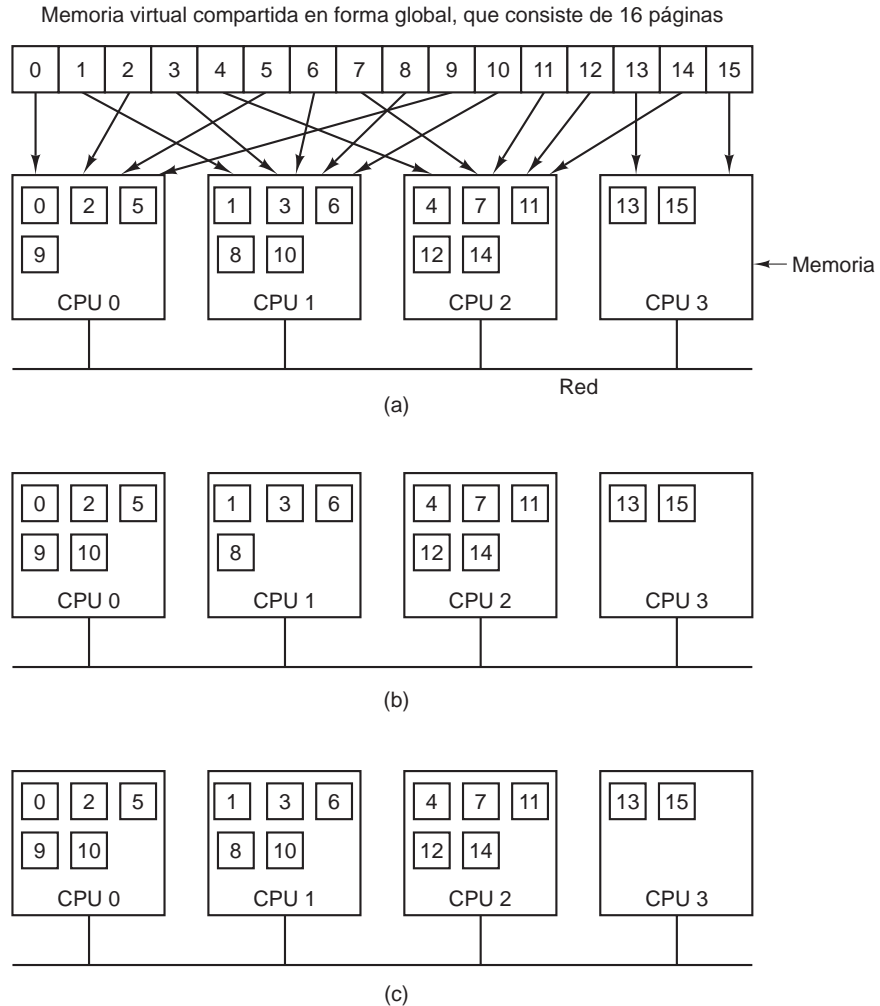 Memoria virtual compartida en forma global, que consiste de 16 páginas
0 1 2 3 4 5 6 7 8 9 10 11 12 13 14 15
0 2 5 1 3 6 4 7 11 13 15
9 8 10 12 14
Memoria
CPU 0 CPU 1 CPU 2 CPU 3
Red
(a)
0 2 5 1 3 6 4 7 11 13 15
9 10 8 12 14
CPU 0 CPU 1 CPU 2 CPU 3
(b)
0 2 5 1 3 6 4 7 11 13 15
9 10 8 10 12 14
CPU 0 CPU 1 CPU 2 CPU 3
(c)